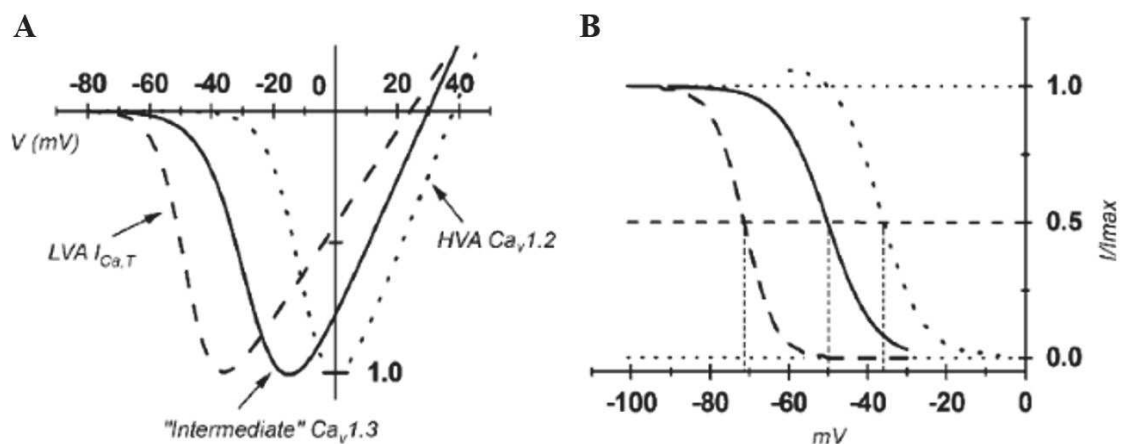 A
-80 -60 -40 -20 0 20 40
V (mV)
LVA I Ca,T
HVA Cav1.2
1.0
"Intermediate" Cav1.3
B
1.0
0.5
0.0
I/Imax
-100 -80 -60 -40 -20 0
mV